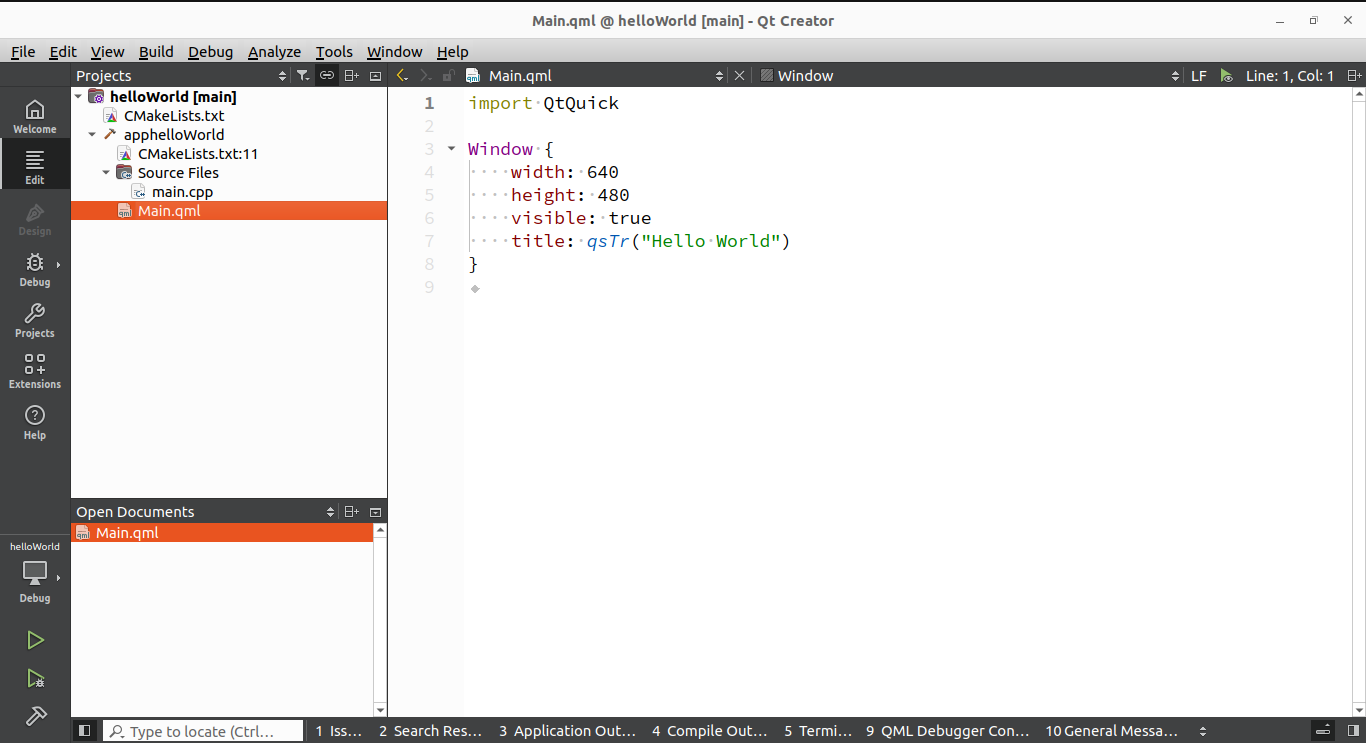 Main.qml @ helloWorld [main] - Qt Creator
File Edit View Build Debug Analyze Tools Window Help
Projects
Main.qml
Window
LF
Line: 1, Col: 1
Welcome
Edit
Design
Debug
Projects
Extensions
Help
helloWorld
Debug
helloWorld [main]
CMakeLists.txt
apphelloWorld
CMakeLists.txt:11
Source Files
main.cpp
Main.qml
Open Documents
Main.qml
1 import QtQuick
2
3 Window {
4     width: 640
5     height: 480
6     visible: true
7     title: qsTr("Hello World")
8 }
9
Type to locate (Ctrl...
1 Iss... 2 Search Res... 3 Application Out... 4 Compile Out... 5 Termi... 9 QML Debugger Con... 10 General Messa...